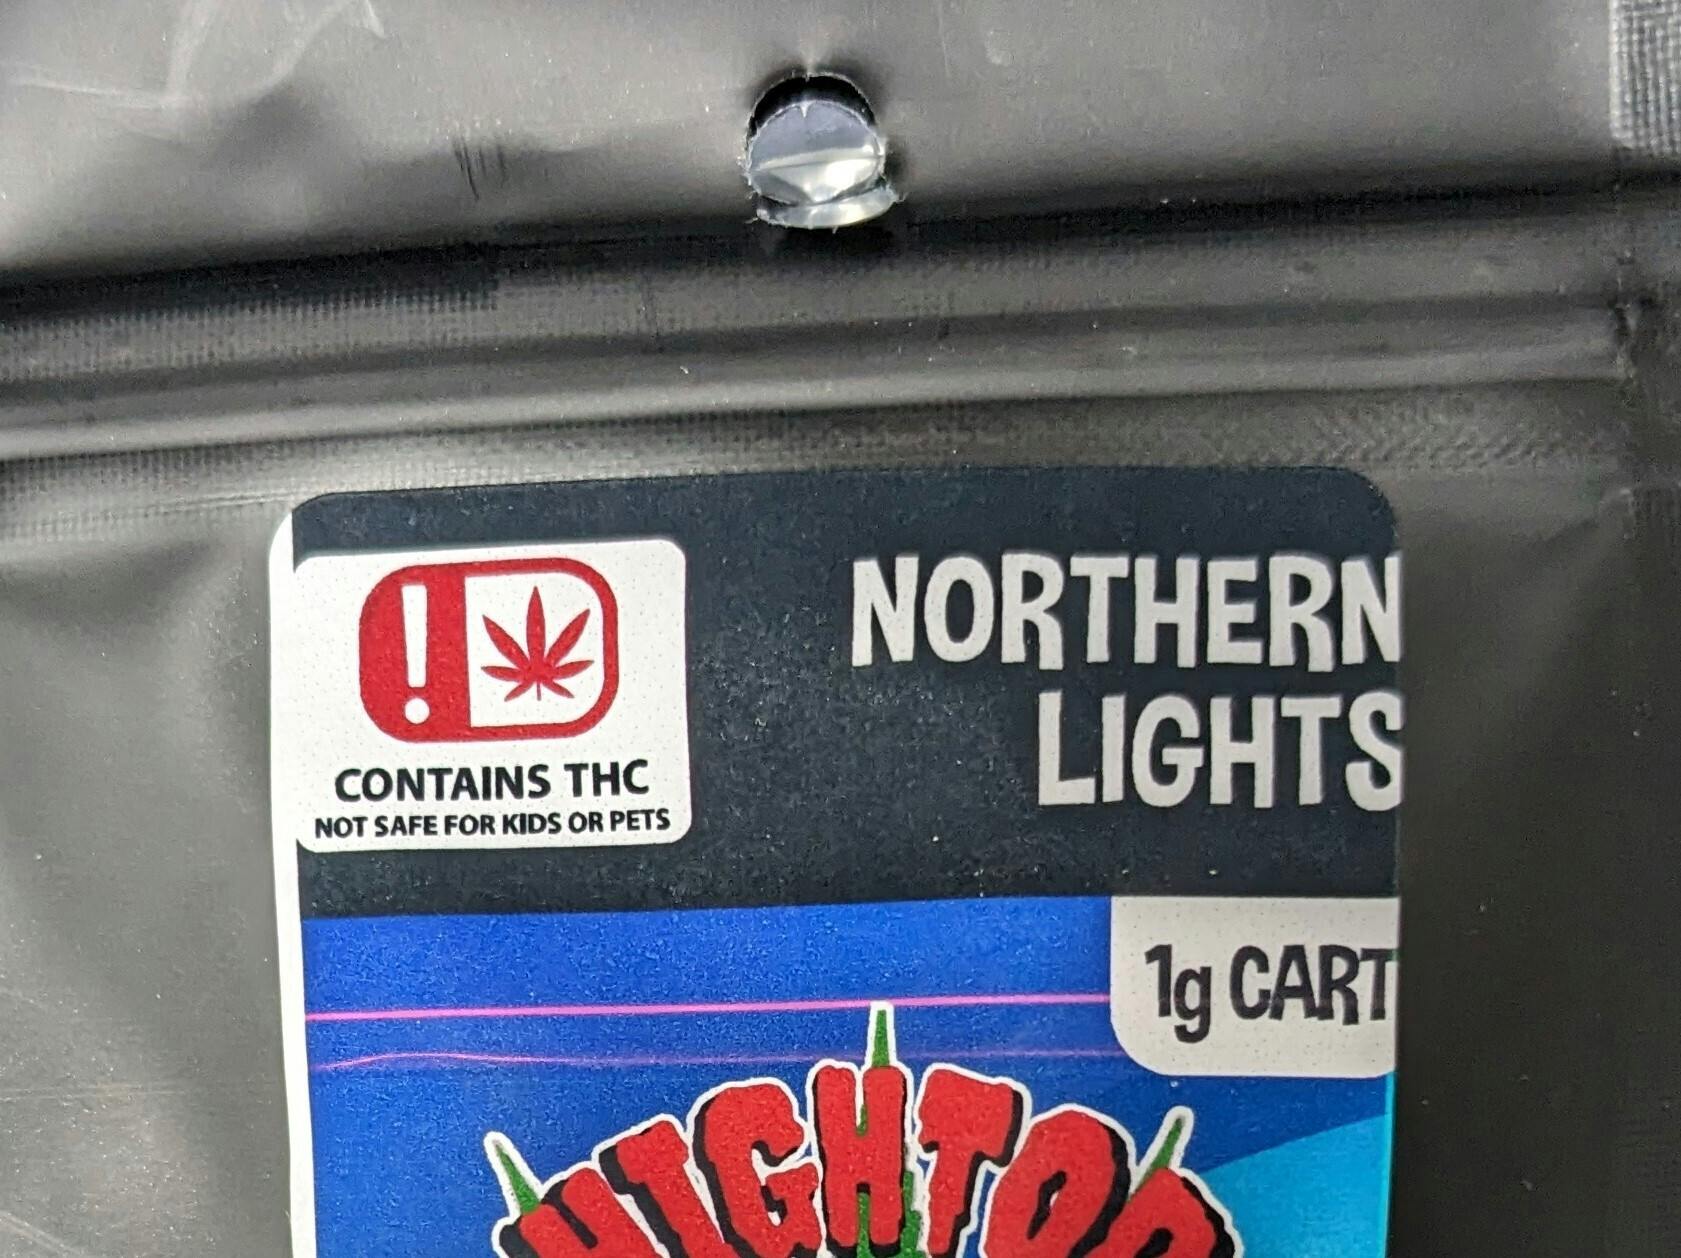 !
CONTAINS THC
NOT SAFE FOR KIDS OR PETS
NORTHERN
LIGHTS
1g CART